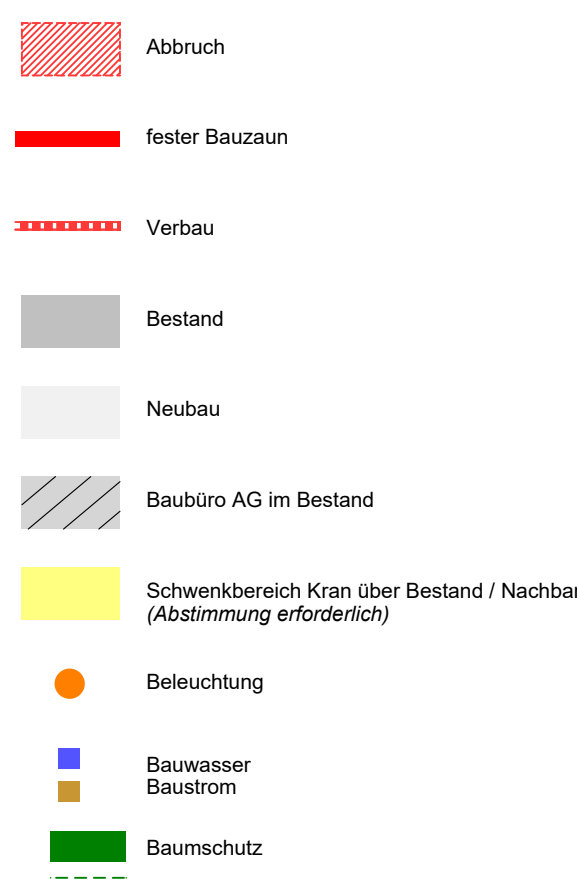 Abbruch
fester Bauzaun
Verbau
Bestand
Neubau
Baubüro AG im Bestand
Schwenkbereich Kran über Bestand / Nachbar
(Abstimmung erforderlich)
Beleuchtung
Bauwasser
Baustrom
Baumschutz